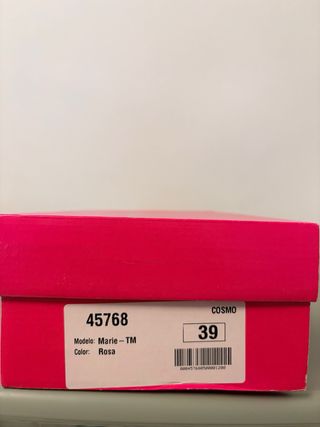 45768
COSMO
39
Modelo: Marie-TM
Color: Rosa